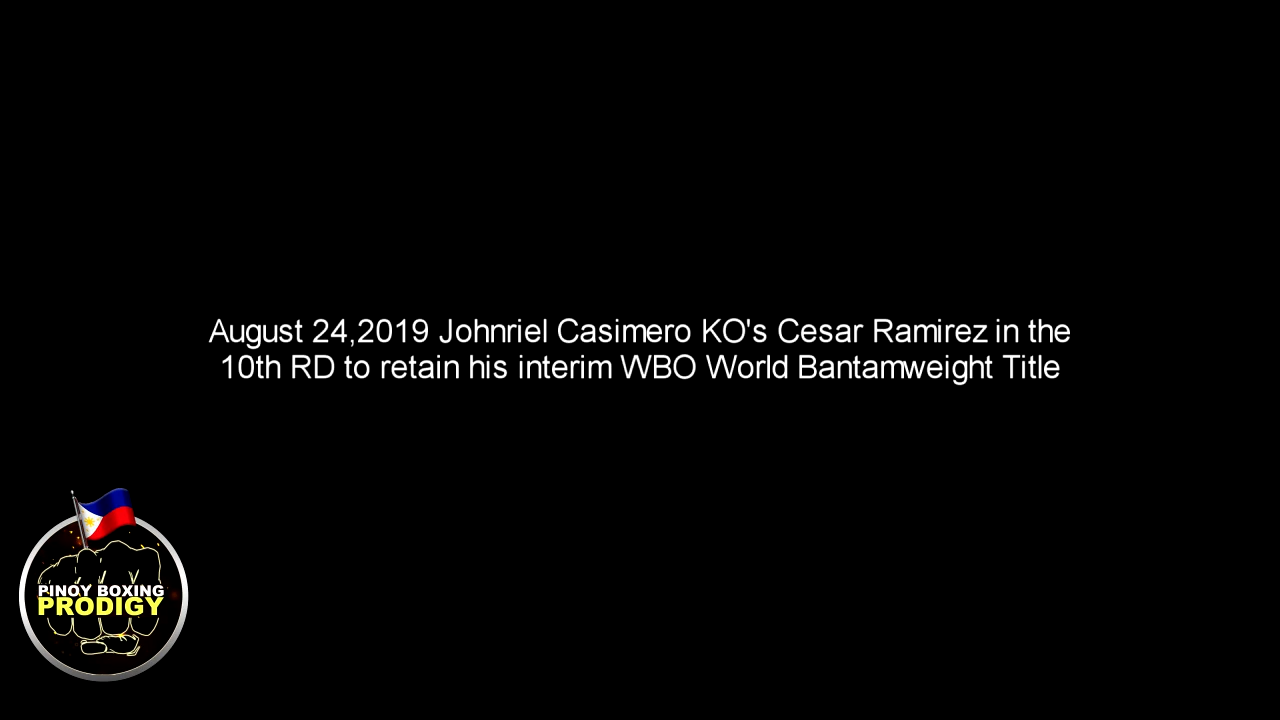 August 24,2019 Johnriel Casimero KO's Cesar Ramirez in the
10th RD to retain his interim WBO World Bantamweight Title
PINOY BOXING
PRODIGY